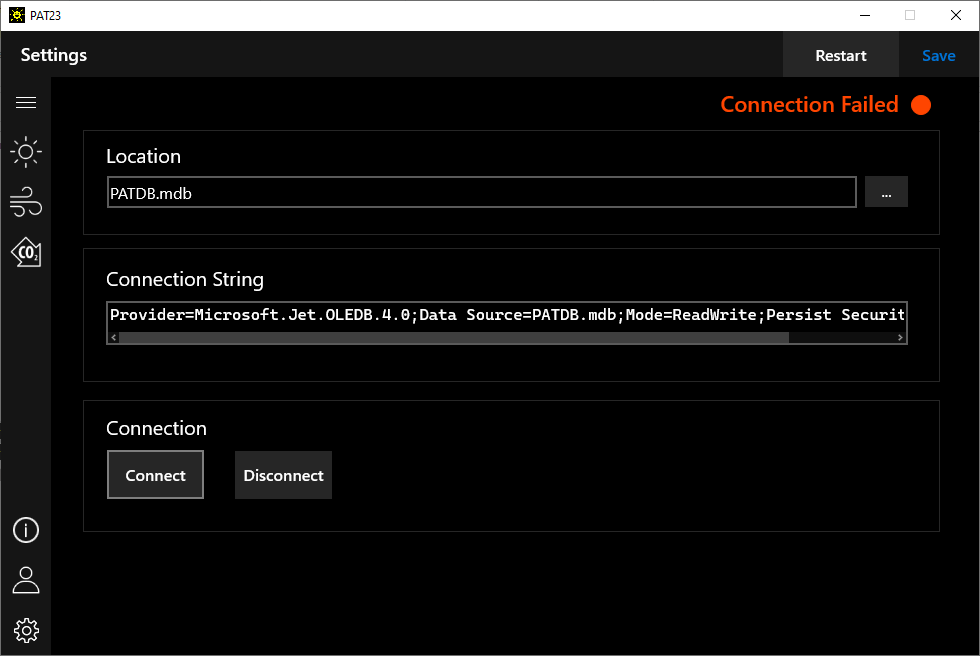 PAT23
Settings
Restart
Save
Connection Failed
Location
PATDB.mdb
...
Connection String
Provider=Microsoft.Jet.OLEDB.4.0;Data Source=PATDB.mdb;Mode=ReadWrite;Persist Securit
Connection
Connect
Disconnect
CO2
i